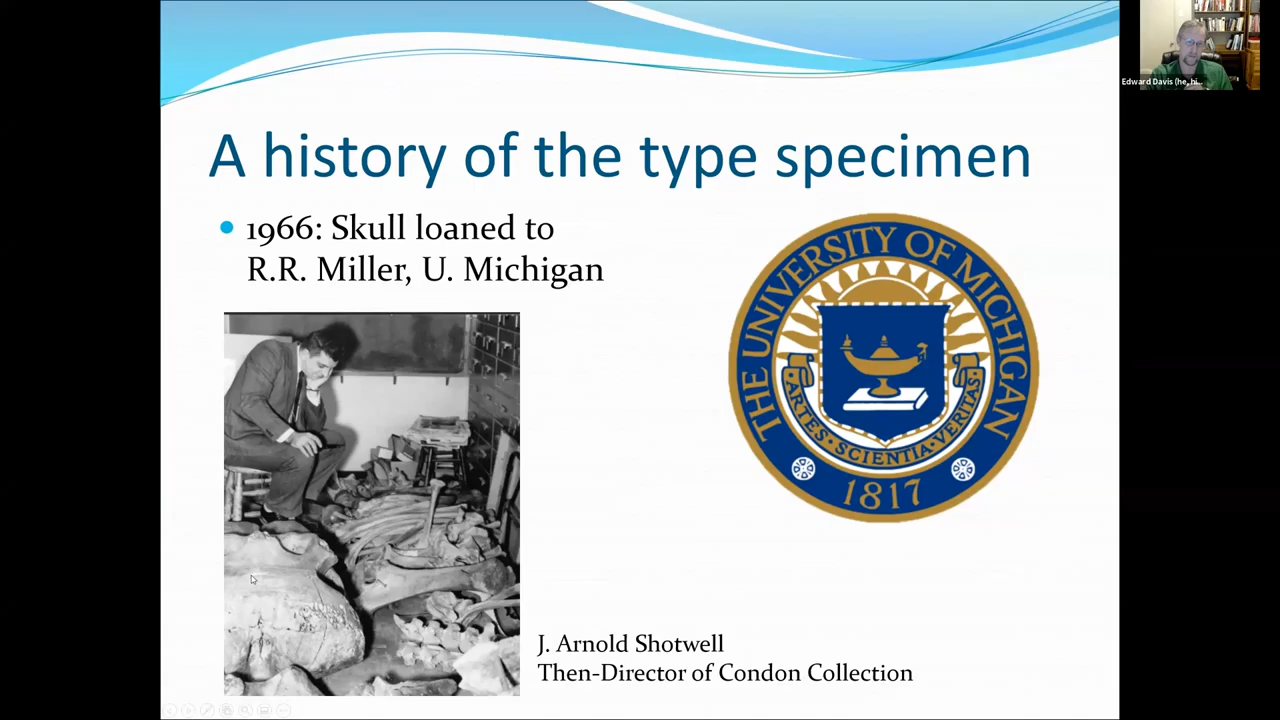 A history of the type specimen
1966: Skull loaned to
R.R. Miller, U. Michigan
THE UNIVERSITY OF MICHIGAN
ARTES · SCIENTIA · VERITAS
1817
J. Arnold Shotwell
Then-Director of Condon Collection
Edward Davis (he, hi...